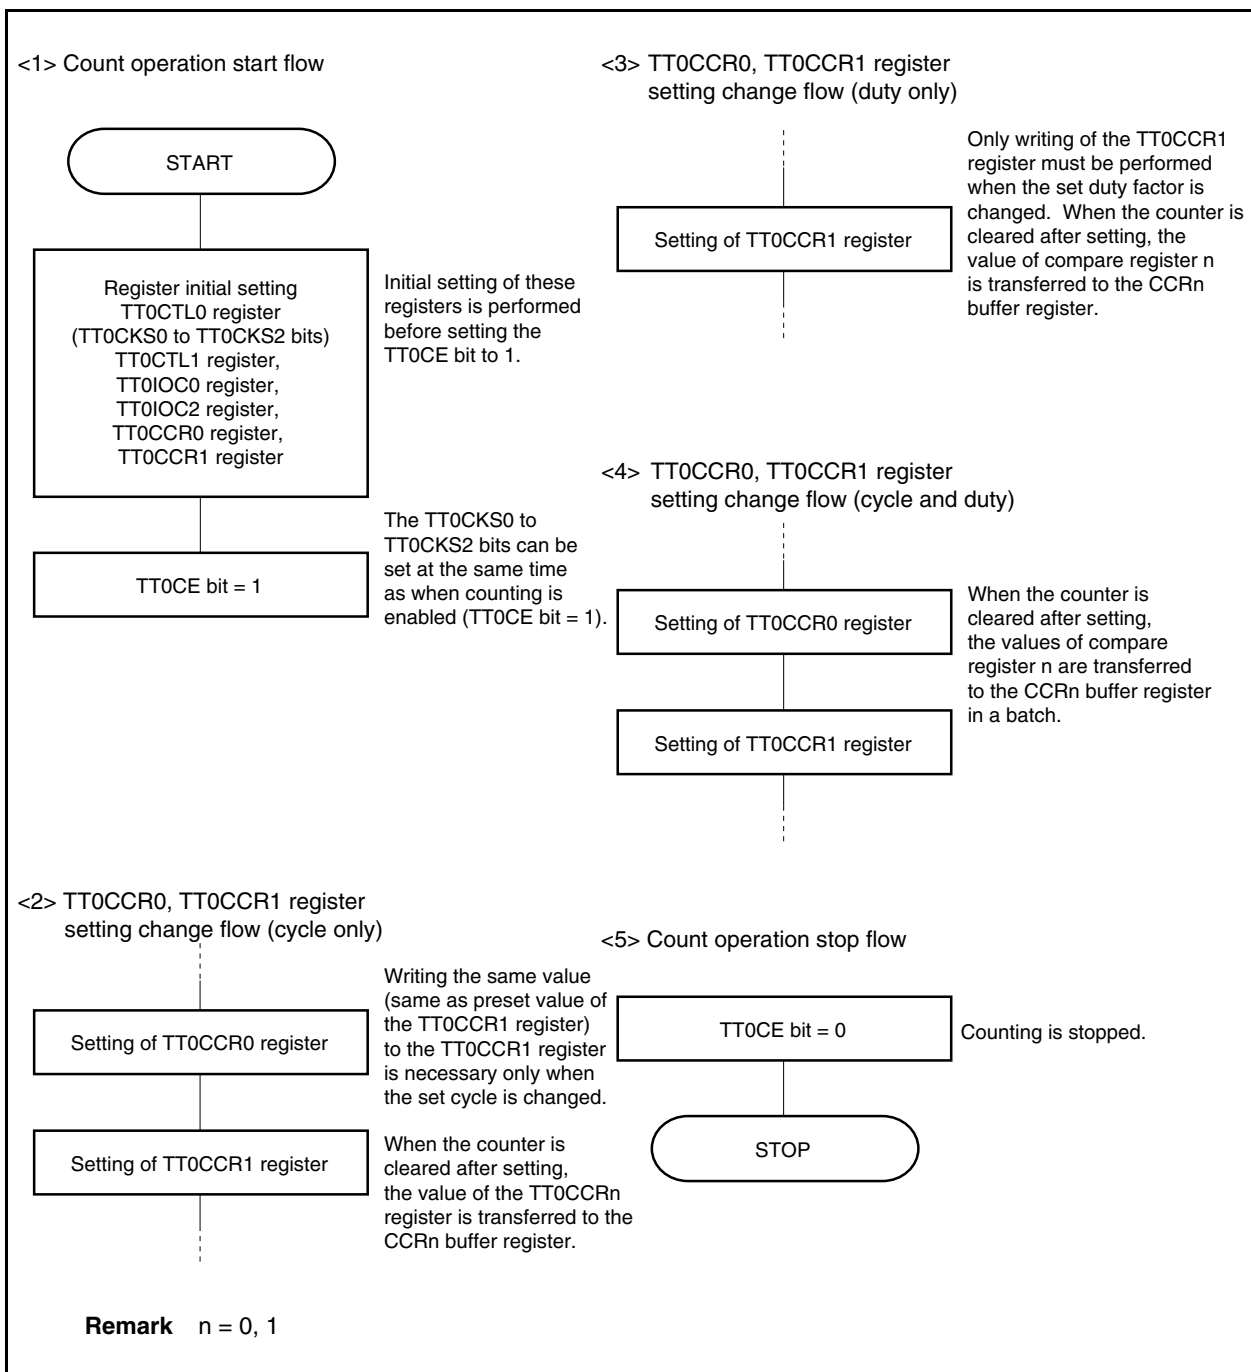 <1> Count operation start flow
START
Register initial setting
TT0CTL0 register
(TT0CKS0 to TT0CKS2 bits)
TT0CTL1 register,
TT0IOC0 register,
TT0IOC2 register,
TT0CCR0 register,
TT0CCR1 register
Initial setting of these
registers is performed
before setting the
TT0CE bit to 1.
TT0CE bit = 1
The TT0CKS0 to
TT0CKS2 bits can be
set at the same time
as when counting is
enabled (TT0CE bit = 1).
<2> TT0CCR0, TT0CCR1 register
setting change flow (cycle only)
Setting of TT0CCR0 register
Writing the same value
(same as preset value of
the TT0CCR1 register)
to the TT0CCR1 register
is necessary only when
the set cycle is changed.
Setting of TT0CCR1 register
When the counter is
cleared after setting,
the value of the TT0CCRn
register is transferred to the
CCRn buffer register.
<3> TT0CCR0, TT0CCR1 register
setting change flow (duty only)
Setting of TT0CCR1 register
Only writing of the TT0CCR1
register must be performed
when the set duty factor is
changed. When the counter is
cleared after setting, the
value of compare register n
is transferred to the CCRn
buffer register.
<4> TT0CCR0, TT0CCR1 register
setting change flow (cycle and duty)
Setting of TT0CCR0 register
When the counter is
cleared after setting,
the values of compare
register n are transferred
to the CCRn buffer register
in a batch.
Setting of TT0CCR1 register
<5> Count operation stop flow
TT0CE bit = 0
Counting is stopped.
STOP
Remark n = 0, 1